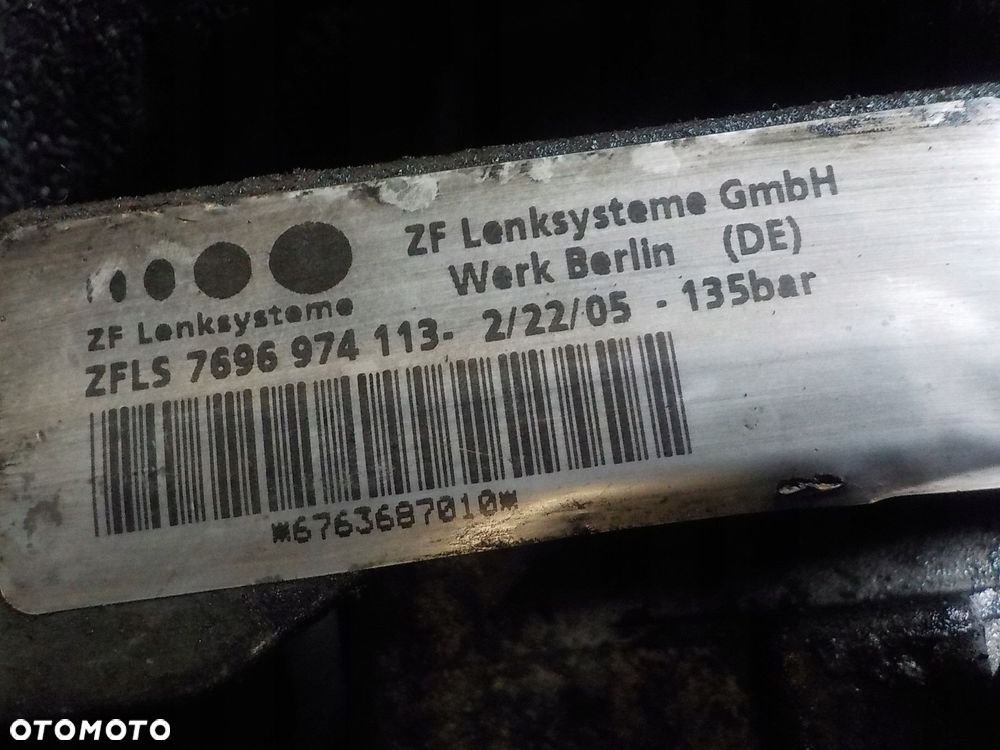 ZF Lenksysteme GmbH
Werk Berlin (DE)
ZF Lenksysteme
ZFLS 7696 974 113- 2/22/05 - 135bar
*6763687010*
OTOMOTO